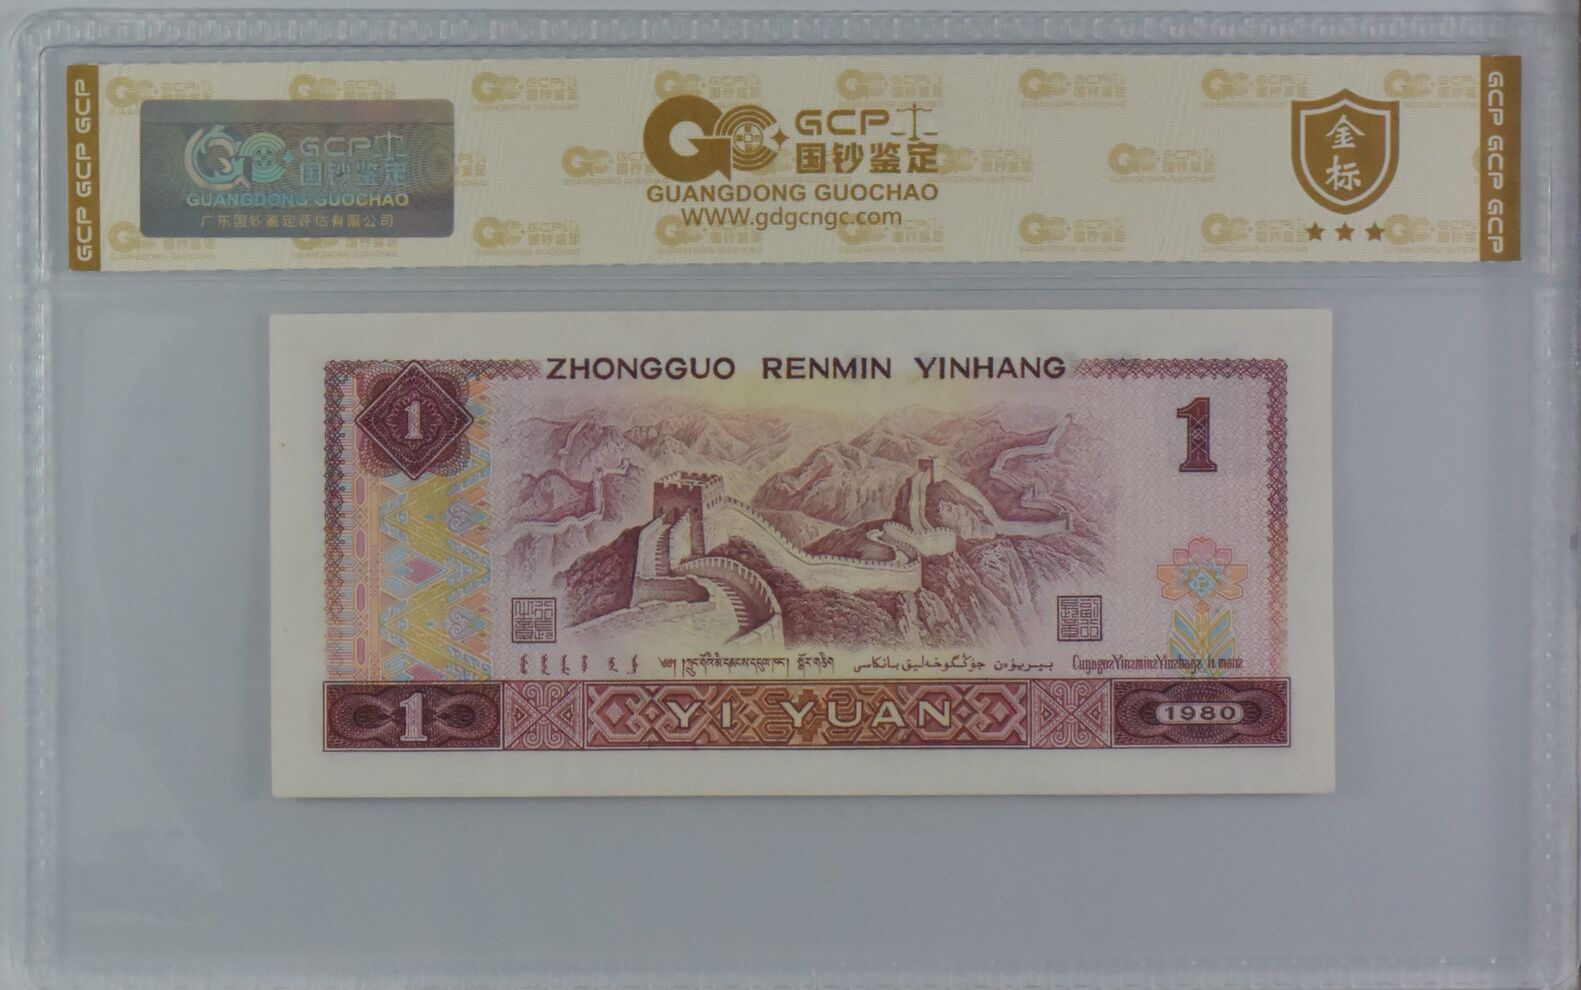 GCP GCP GCP
GCP
国钞鉴定
GUANGDONG GUOCHAO
广东国钞鉴定评估有限公司
GCP
国钞鉴定
GUANGDONG GUOCHAO
WWW.gdgcngc.com
金
标
GCP GCP GCP
ZHONGGUO RENMIN YINHANG
1
1
YI YUAN
1
1980